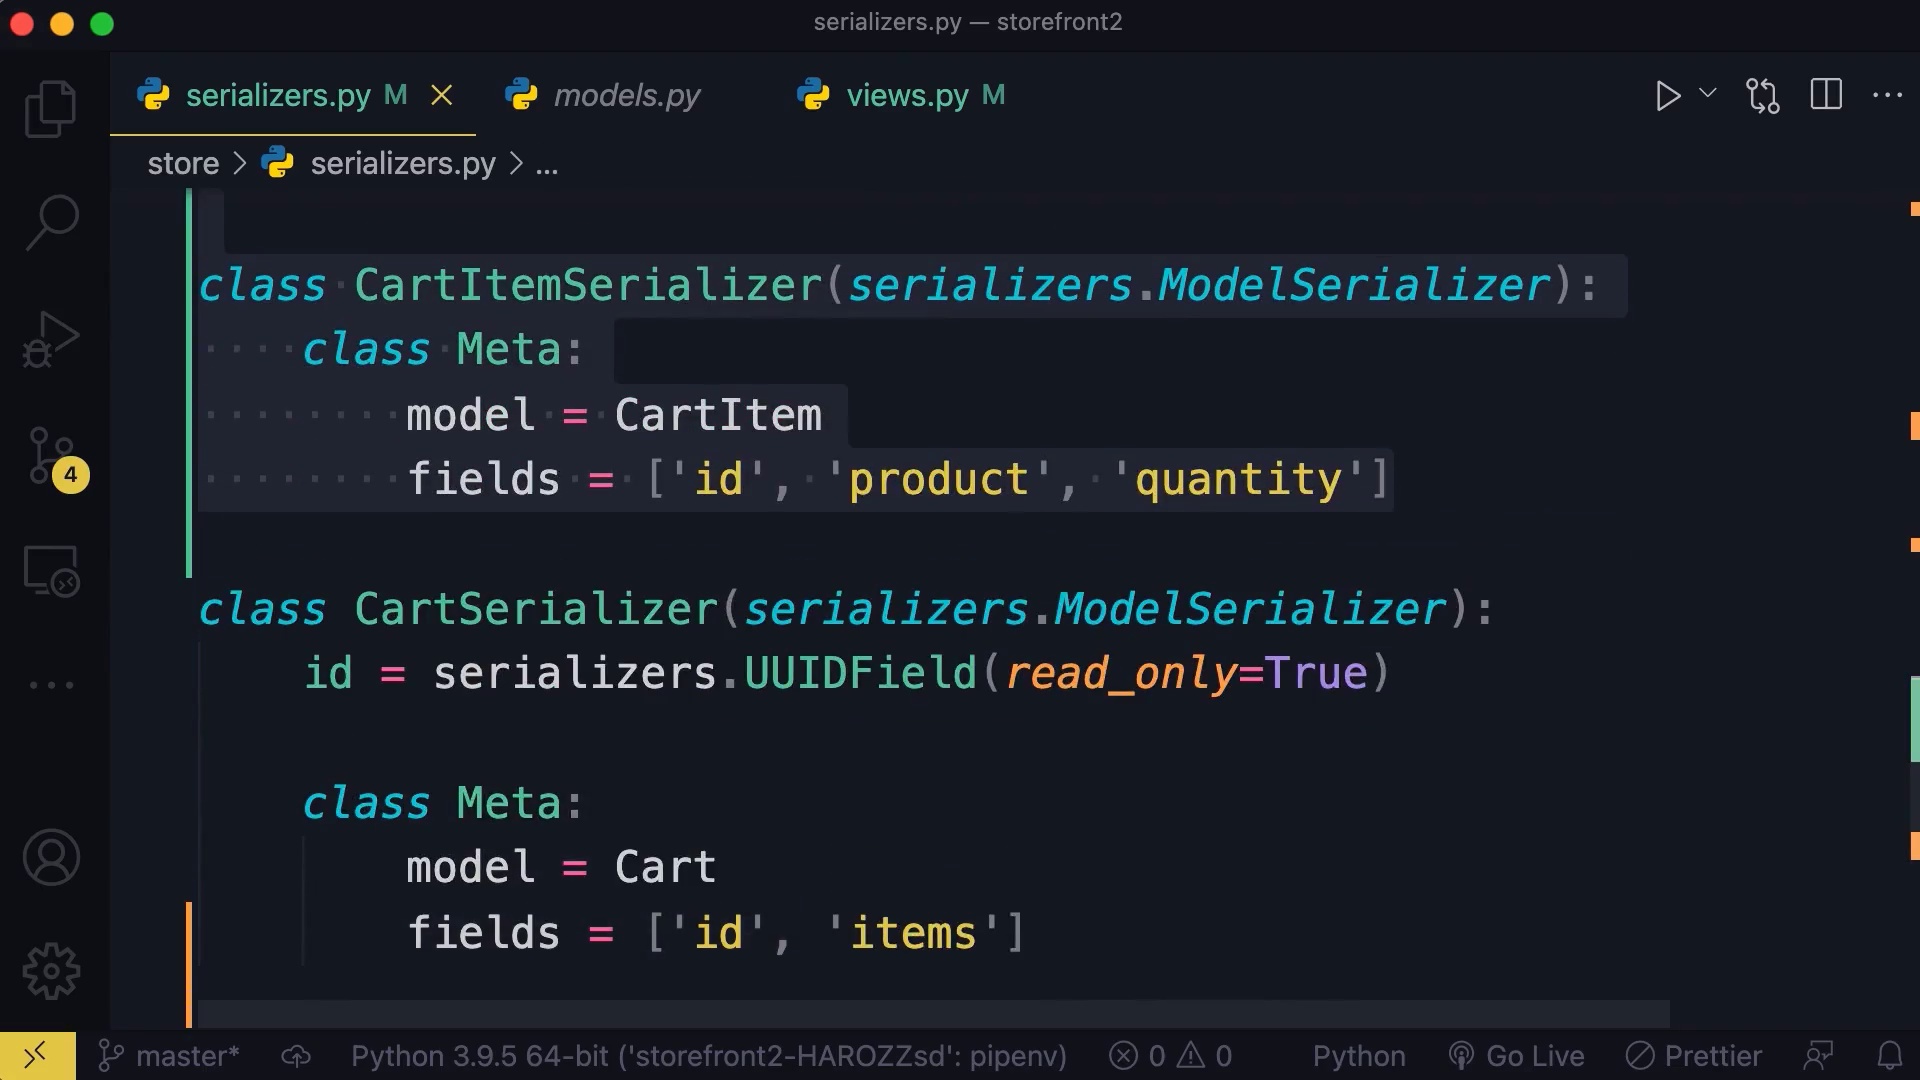 serializers.py — storefront2
serializers.py M
models.py
views.py M
store > serializers.py > ...
class CartItemSerializer(serializers.ModelSerializer):
class Meta:
model = CartItem
fields = ['id', 'product', 'quantity']
class CartSerializer(serializers.ModelSerializer):
id = serializers.UUIDField(read_only=True)
class Meta:
model = Cart
fields = ['id', 'items']
4
master* Python 3.9.5 64-bit ('storefront2-HAROZZsd': pipenv) 0 0 Python Go Live Prettier